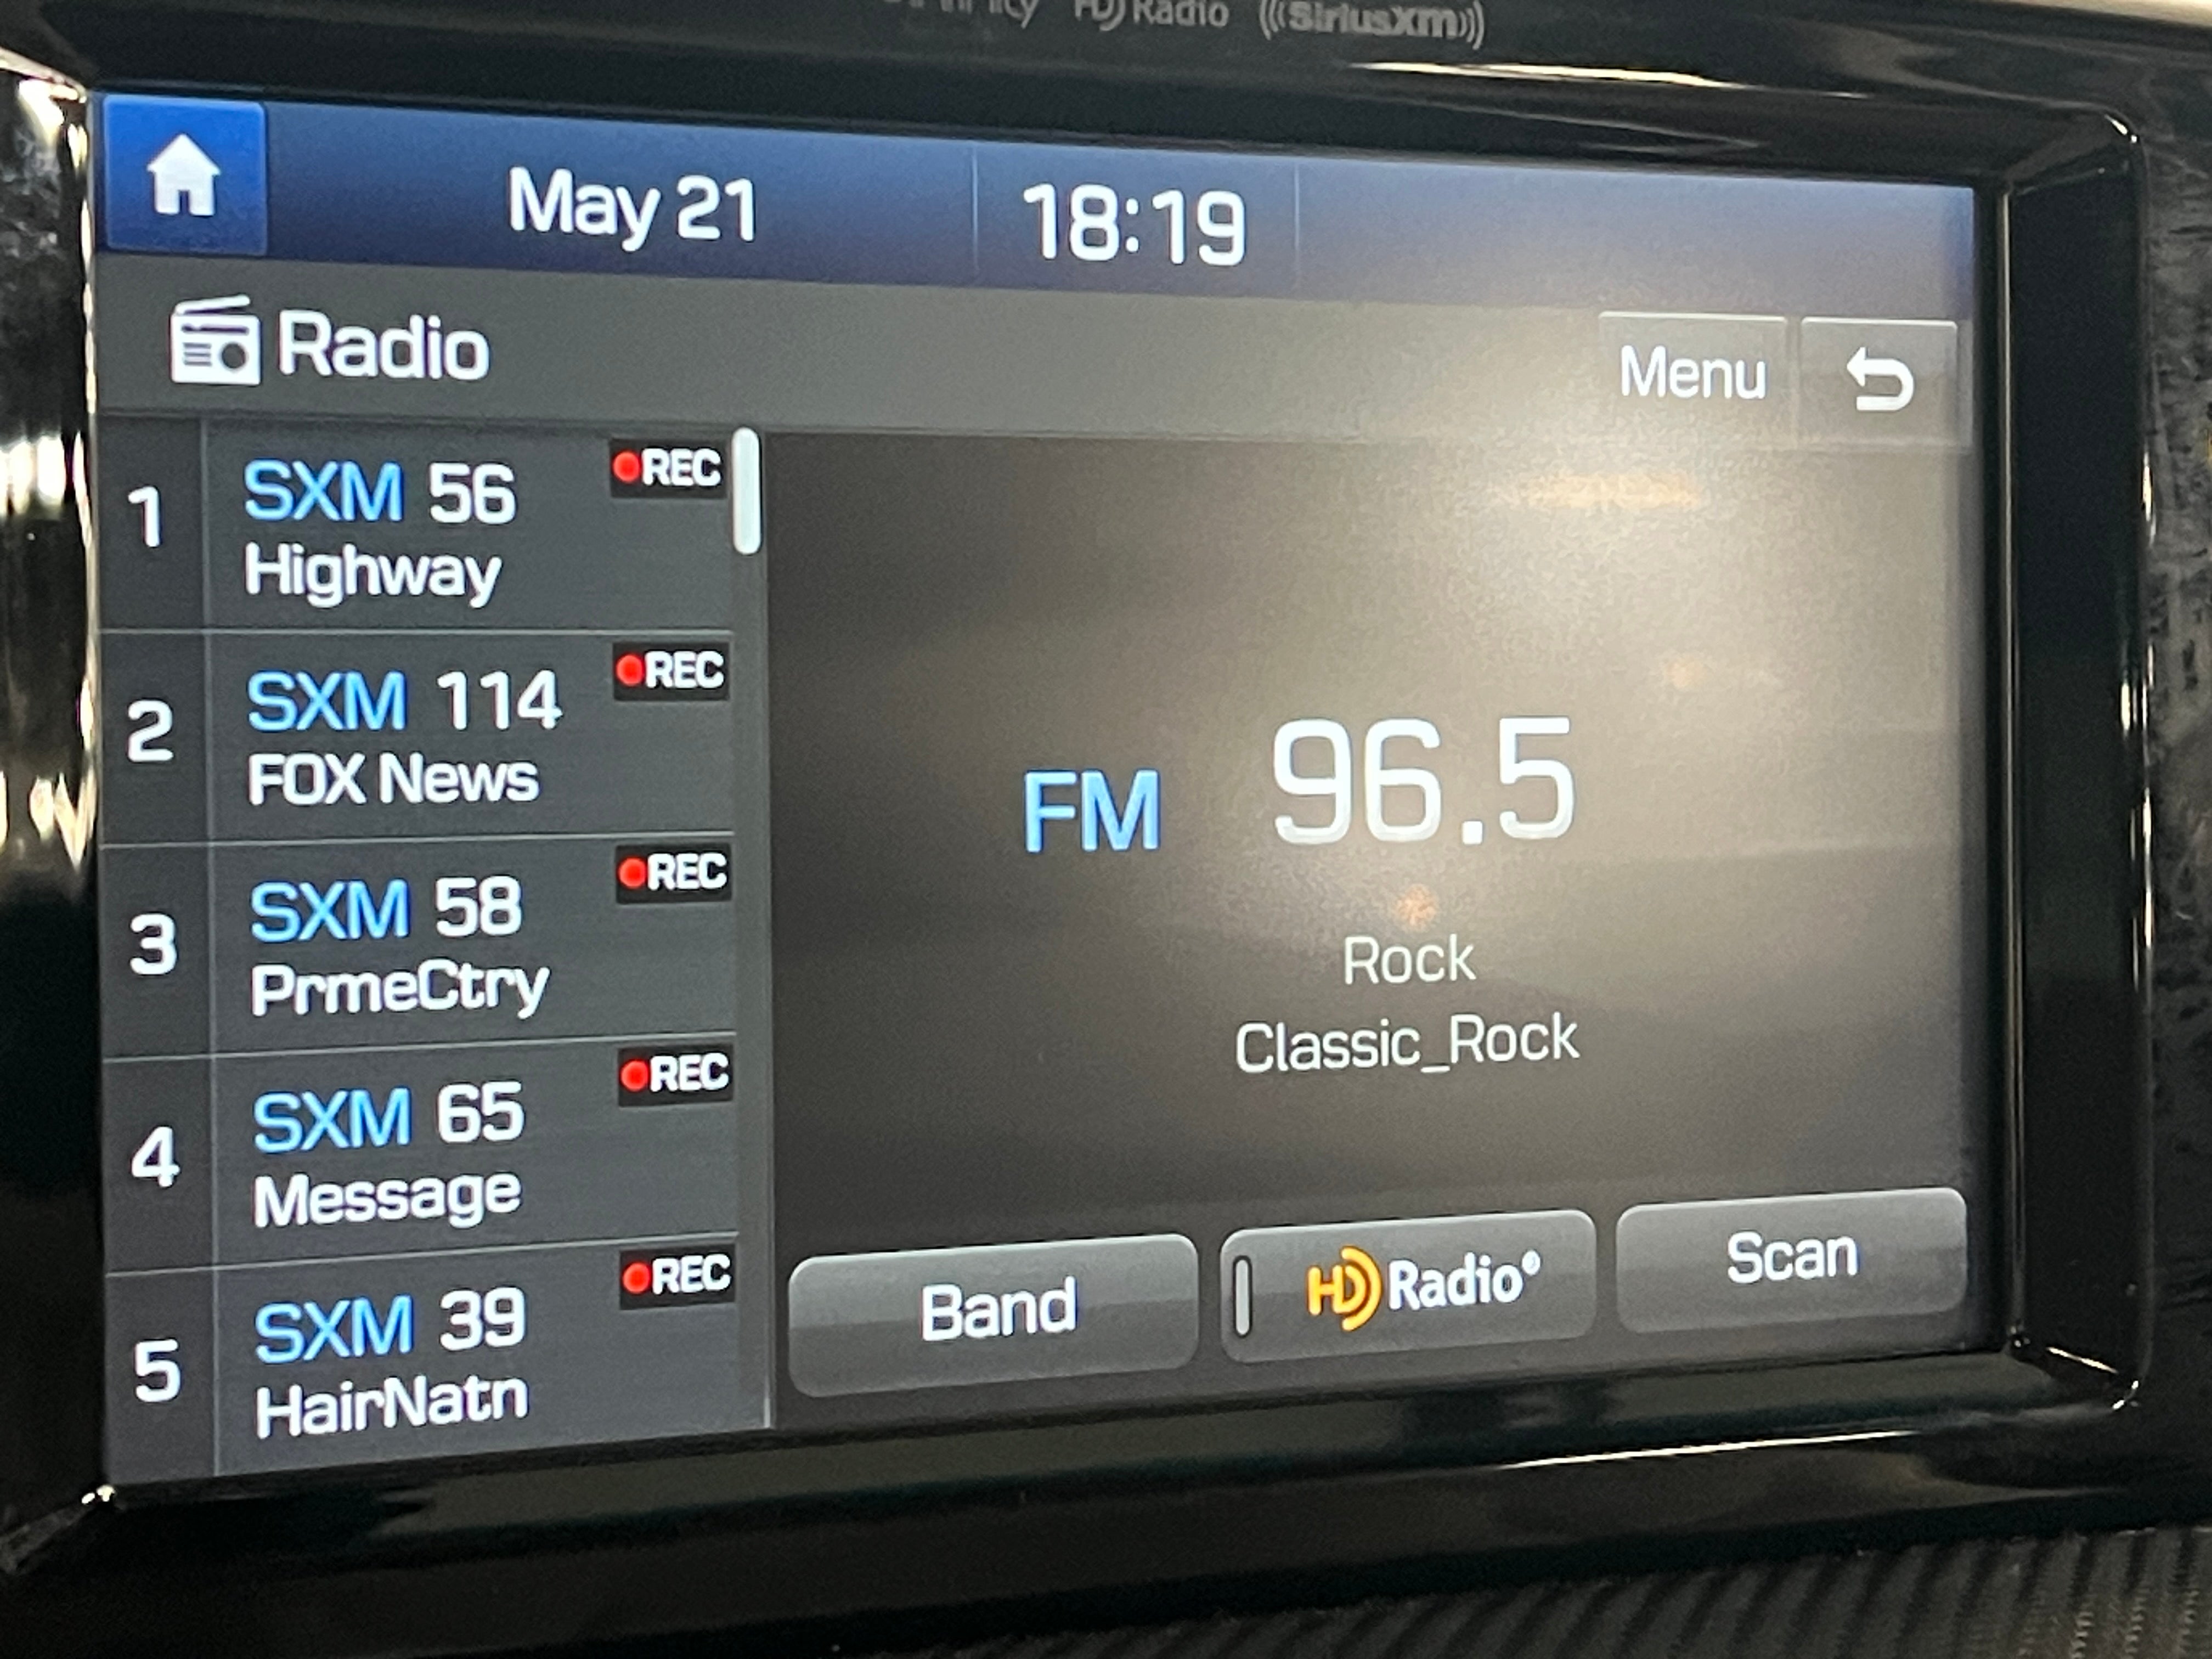 HD Radio ((SiriusXM))
May 21 18:19
Radio
Menu
1
SXM 56 REC
Highway
2
SXM 114 REC
FOX News
3
SXM 58 REC
PrmeCtry
4
SXM 65 REC
Message
5
SXM 39 REC
HairNatn
FM 96.5
Rock
Classic_Rock
Band
HD Radio®
Scan